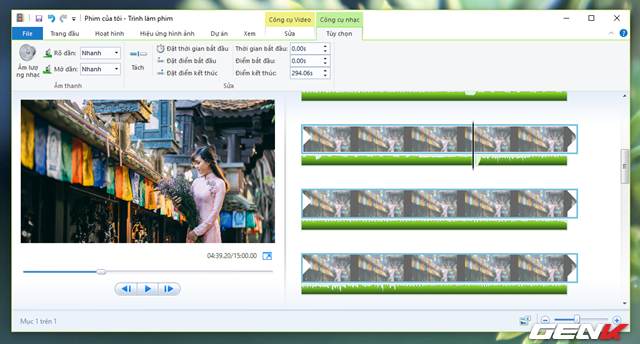 Phim của tôi - Trình làm phim
Công cụ Video
Công cụ nhạc
File
Trang đầu
Hoạt hình
Hiệu ứng hình ảnh
Dự án
Xem
Sửa
Tùy chọn
Âm lượng nhạc
Rõ dần: Nhanh
Mờ dần: Nhanh
Âm thanh
Tách
Đặt thời gian bắt đầu
Đặt điểm bắt đầu
Đặt điểm kết thúc
Thời gian bắt đầu: 0.00s
Điểm bắt đầu: 0.00s
Điểm kết thúc: 294.06s
Sửa
04:39.20/15:00.00
Mục 1 trên 1
GENK